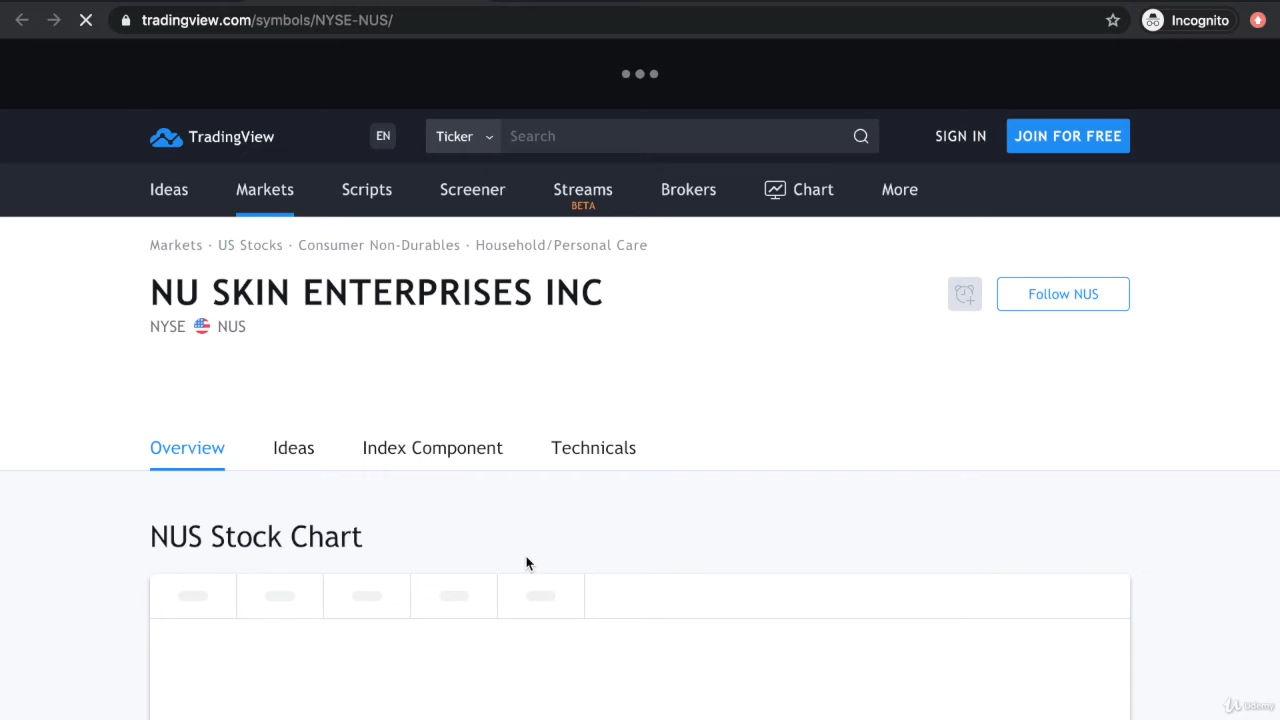 tradingview.com/symbols/NYSE-NUS/
Incognito
TradingView
EN
Ticker
Search
SIGN IN
JOIN FOR FREE
Ideas
Markets
Scripts
Screener
Streams
BETA
Brokers
Chart
More
Markets · US Stocks · Consumer Non-Durables · Household/Personal Care
NU SKIN ENTERPRISES INC
Follow NUS
NYSE NUS
Overview
Ideas
Index Component
Technicals
NUS Stock Chart
Udemy